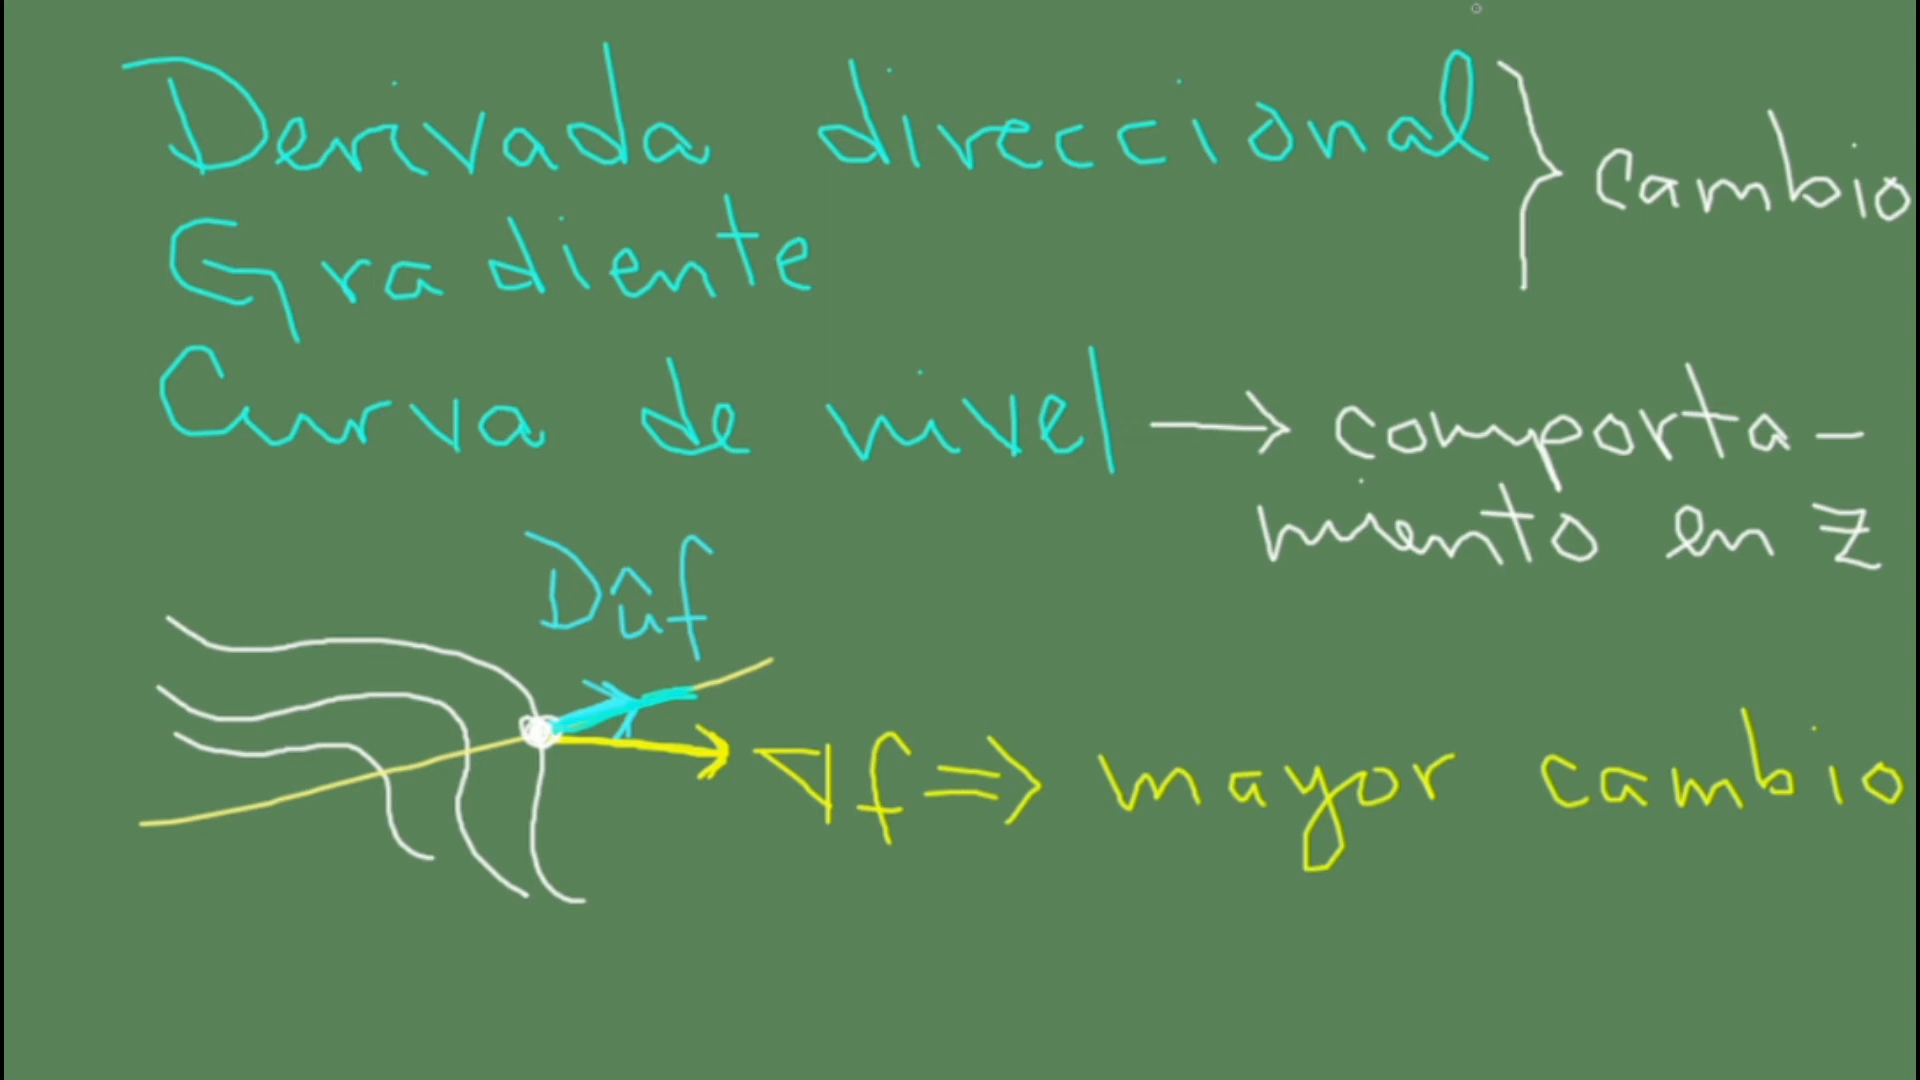 Derivada direccional } cambio
Gradiente
Curva de nivel → comporta-
miento en z
Dûf
∇f ⇒ mayor cambio